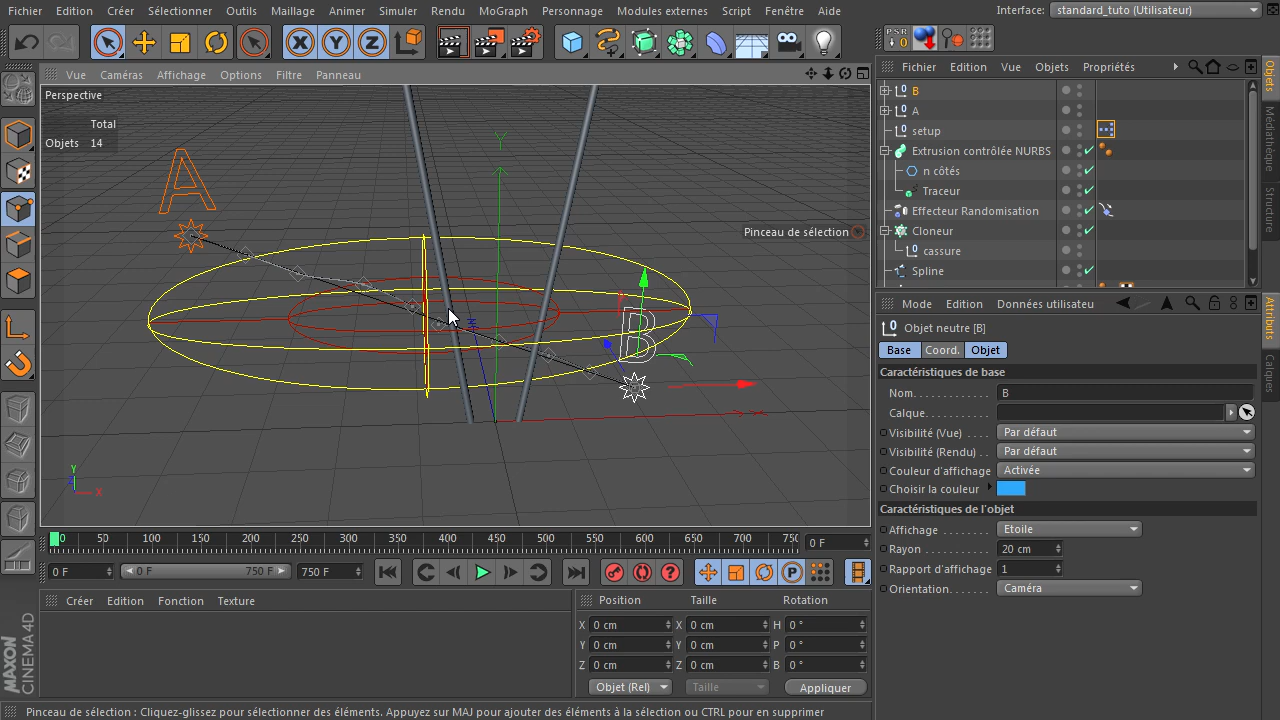 Fichier Edition Créer Sélectionner Outils Maillage Animer Simuler Rendu MoGraph Personnage Modules externes Script Fenêtre Aide Interface: standard_tuto (Utilisateur)
PSR
0
X Y Z
Vue Caméras Affichage Options Filtre Panneau
Fichier Edition Vue Objets Propriétés
Perspective
Total
Objets 14
A
B
Y
Z
Pinceau de sélection
Y
Z
X
B
A
setup
Extrusion contrôlée NURBS
n côtés
Traceur
Effecteur Randomisation
Cloneur
cassure
Spline
Objets
Médiathèque
Structure
Mode Edition Données utilisateur
Objet neutre [B]
Base Coord. Objet
Caractéristiques de base
Nom. B
Calque.
Visibilité (Vue) Par défaut
Visibilité (Rendu) Par défaut
Couleur d'affichage Activée
Choisir la couleur
Caractéristiques de l'objet
Affichage Etoile
Rayon 20 cm
Rapport d'affichage 1
Orientation. Caméra
Attributs
Calques
0 50 100 150 200 250 300 350 400 450 500 550 600 650 700 750 0 F
0 F 0 F 750 F 750 F
P
Créer Edition Fonction Texture
Position Taille Rotation
X 0 cm X 0 cm H 0 °
Y 0 cm Y 0 cm P 0 °
Z 0 cm Z 0 cm B 0 °
Objet (Rel) Taille Appliquer
MAXON
CINEMA 4D
Pinceau de sélection : Cliquez-glissez pour sélectionner des éléments. Appuyez sur MAJ pour ajouter des éléments à la sélection ou CTRL pour en supprimer